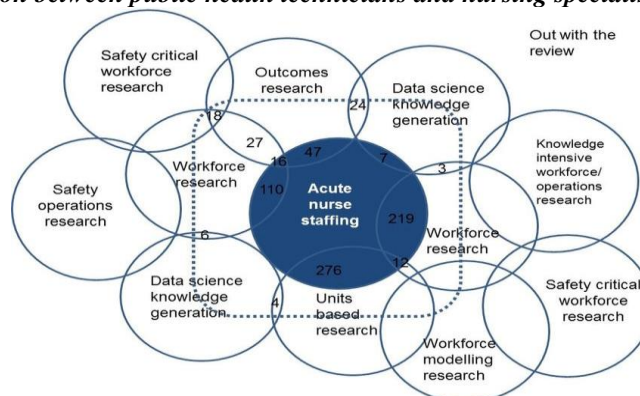 on between public health technicians and nursing speciali
Out with the
review
Safety critical
workforce
research
Outcomes
research
Data science
knowledge
generation
Knowledge
intensive
workforce/
operations
research
18
24
27
16
47
7
3
Workforce
research
110
Acute
nurse
staffing
219
Workforce
research
Safety
operations
research
6
276
12
Data science
knowledge
generation
4
Units
based
research
Workforce
modelling
research
Safety critical
workforce
research